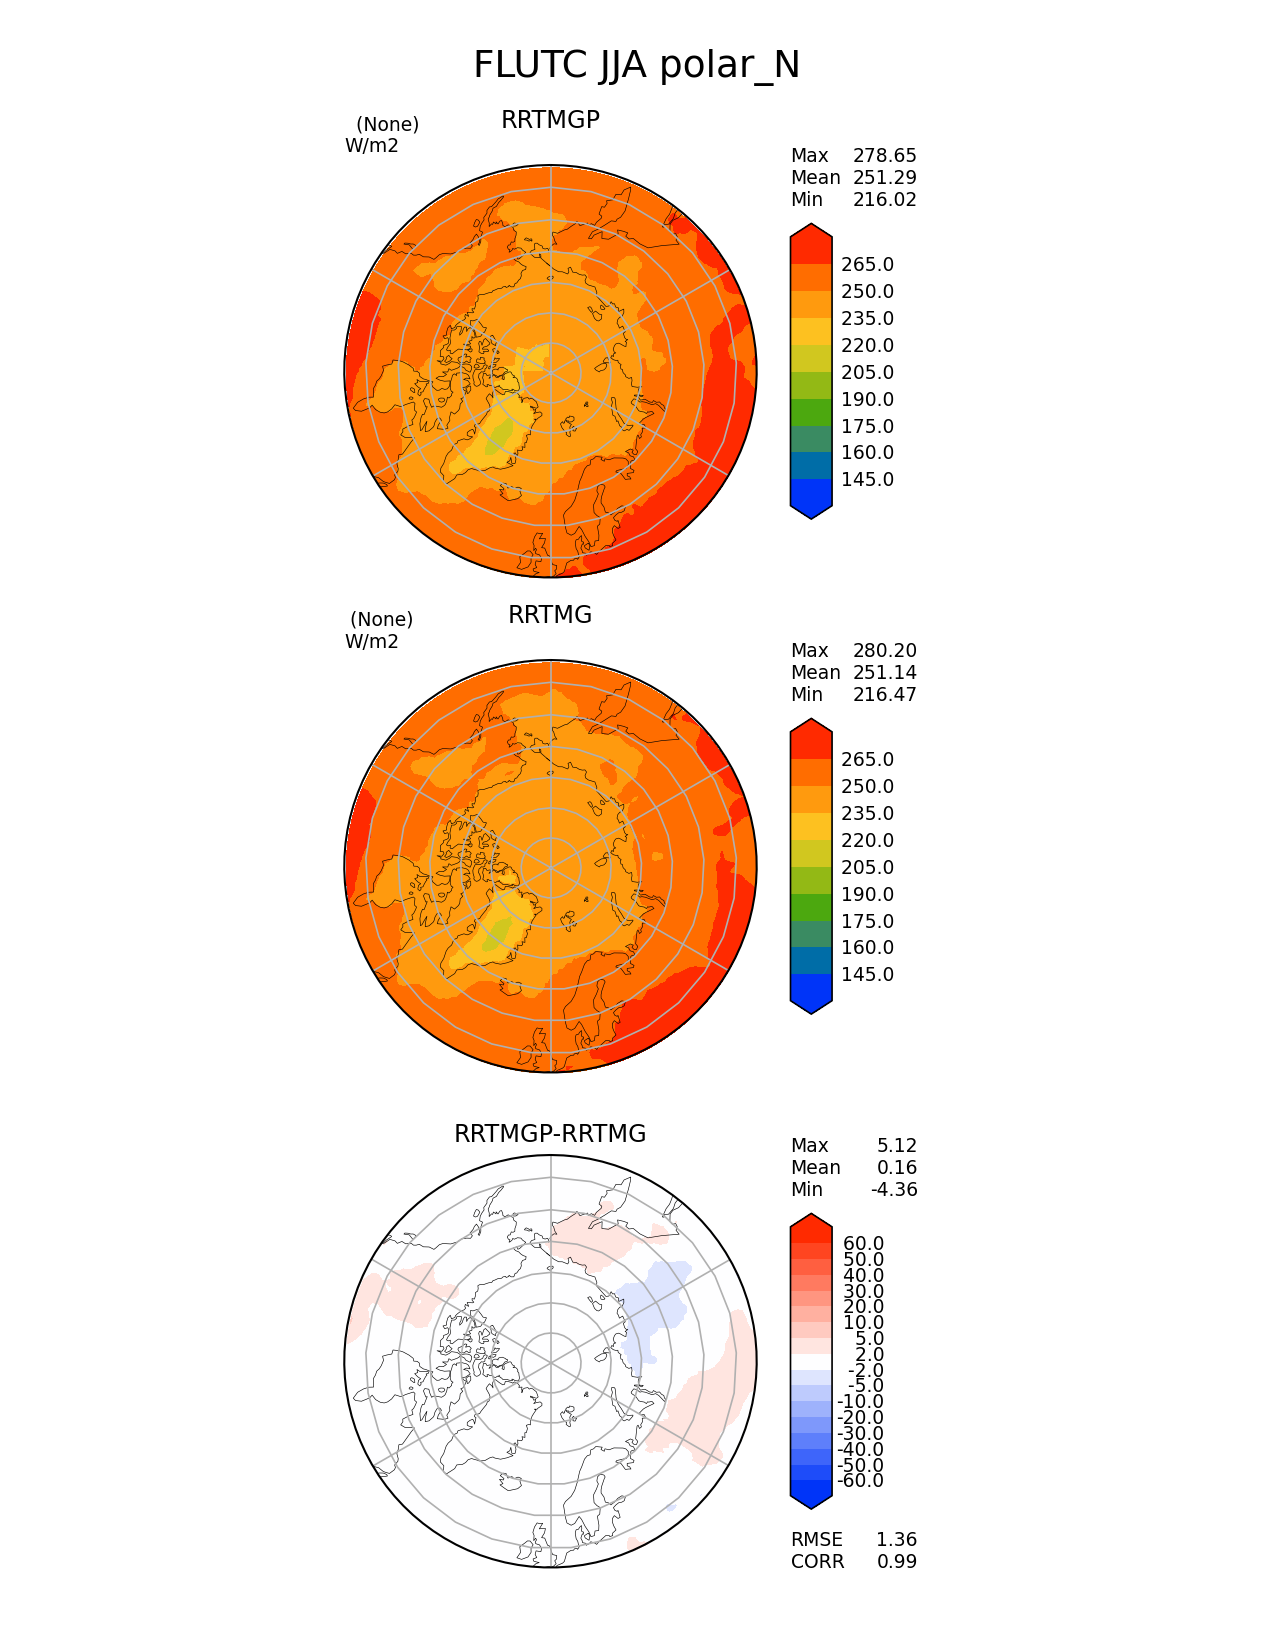 FLUTC JJA polar_N
RRTMGP
(None)
W/m2
Max 278.65
Mean 251.29
Min 216.02
265.0
250.0
235.0
220.0
205.0
190.0
175.0
160.0
145.0
RRTMG
(None)
W/m2
Max 280.20
Mean 251.14
Min 216.47
265.0
250.0
235.0
220.0
205.0
190.0
175.0
160.0
145.0
RRTMGP-RRTMG
Max 5.12
Mean 0.16
Min -4.36
60.0
50.0
40.0
30.0
20.0
10.0
5.0
2.0
-2.0
-5.0
-10.0
-20.0
-30.0
-40.0
-50.0
-60.0
RMSE 1.36
CORR 0.99